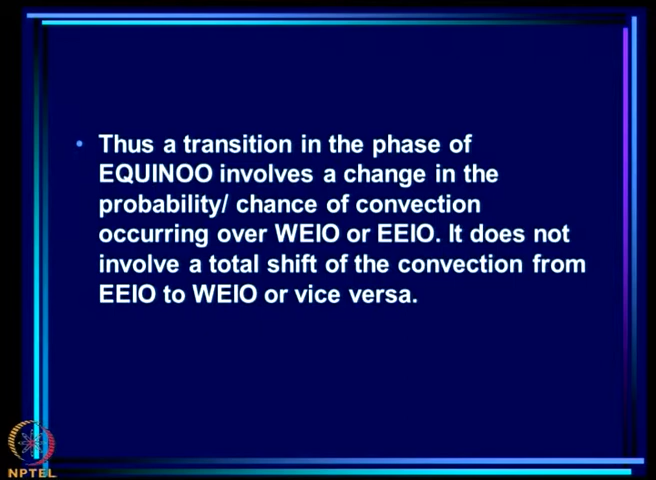 • Thus a transition in the phase of
EQUINOO involves a change in the
probability/ chance of convection
occurring over WEIO or EEIO. It does not
involve a total shift of the convection from
EEIO to WEIO or vice versa.
NPTEL